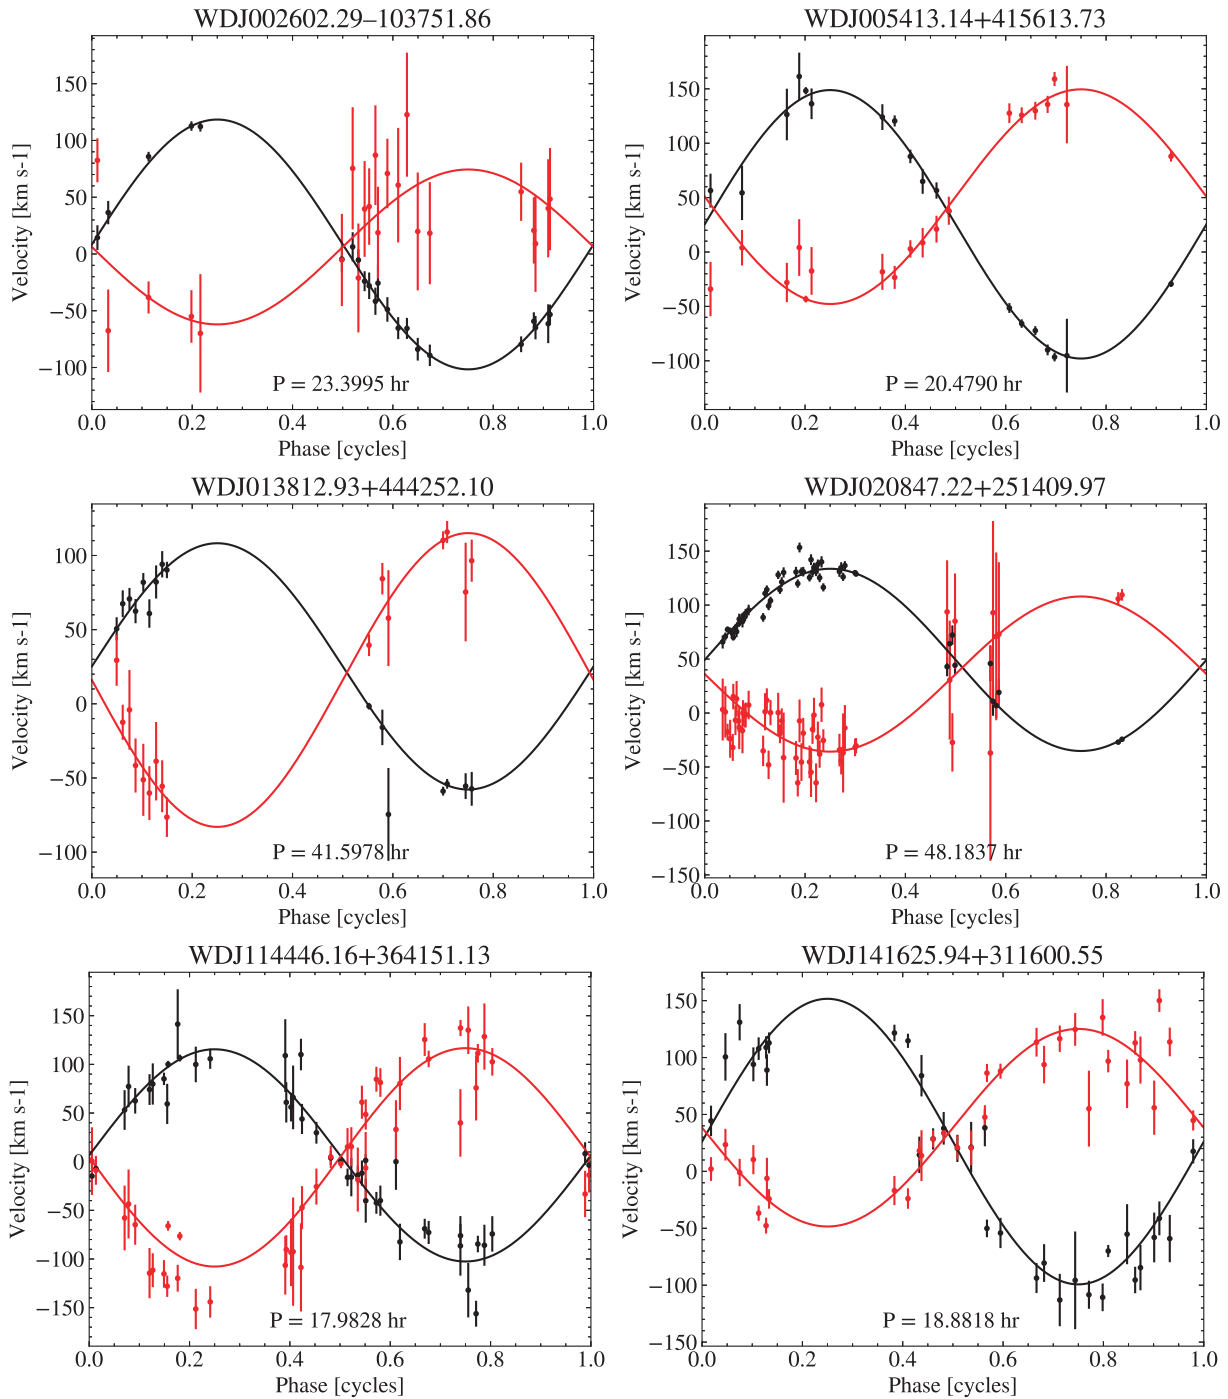 WDJ002602.29−103751.86
WDJ005413.14+415613.73
Velocity [km s-1]
150
100
50
0
−50
−100
P = 23.3995 hr
0.0 0.2 0.4 0.6 0.8 1.0
Phase [cycles]
Velocity [km s-1]
150
100
50
0
−50
−100
P = 20.4790 hr
0.0 0.2 0.4 0.6 0.8 1.0
Phase [cycles]
WDJ013812.93+444252.10
WDJ020847.22+251409.97
Velocity [km s-1]
100
50
0
−50
−100
P = 41.5978 hr
0.0 0.2 0.4 0.6 0.8 1.0
Phase [cycles]
Velocity [km s-1]
150
100
50
0
−50
−100
−150
P = 48.1837 hr
0.0 0.2 0.4 0.6 0.8 1.0
Phase [cycles]
WDJ114446.16+364151.13
WDJ141625.94+311600.55
Velocity [km s-1]
150
100
50
0
−50
−100
−150
P = 17.9828 hr
0.0 0.2 0.4 0.6 0.8 1.0
Phase [cycles]
Velocity [km s-1]
150
100
50
0
−50
−100
−150
P = 18.8818 hr
0.0 0.2 0.4 0.6 0.8 1.0
Phase [cycles]